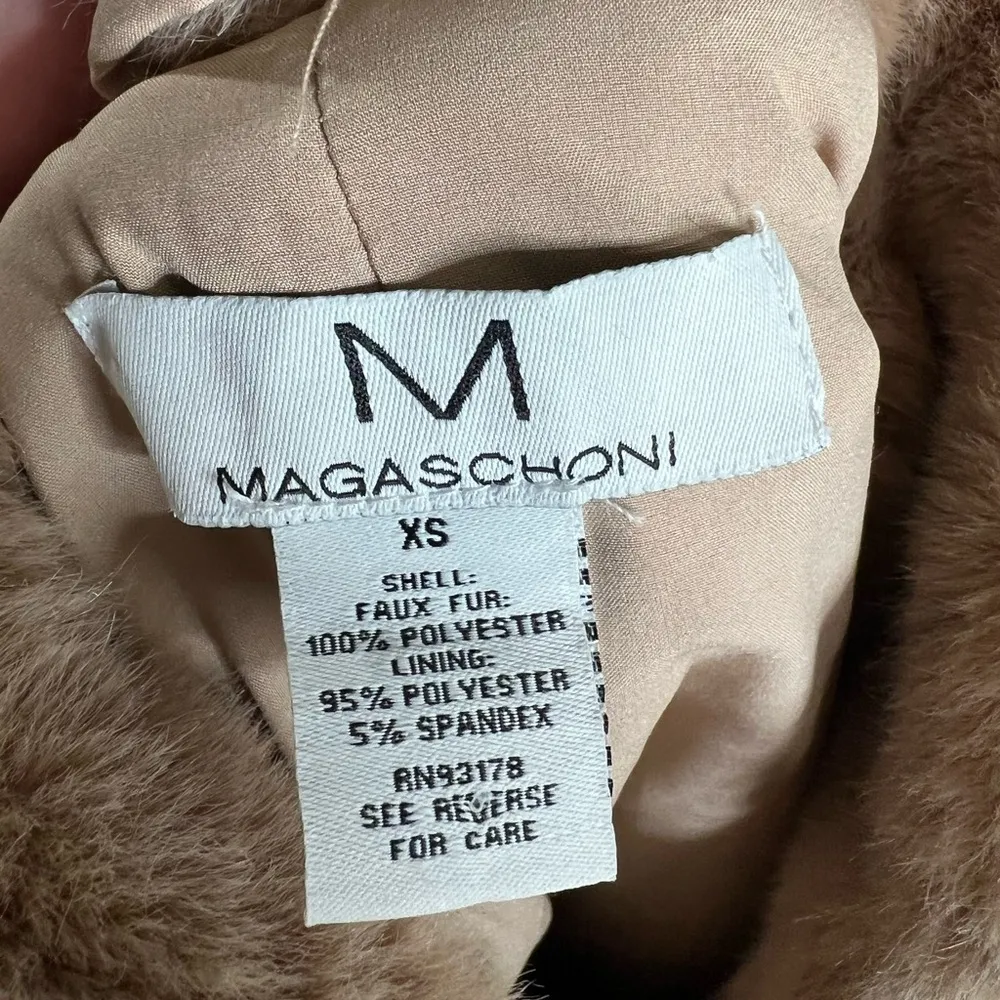 M
MAGASCHONI
XS
SHELL:
FAUX FUR:
100% POLYESTER
LINING:
95% POLYESTER
5% SPANDEX
RN93178
SEE REVERSE
FOR CARE